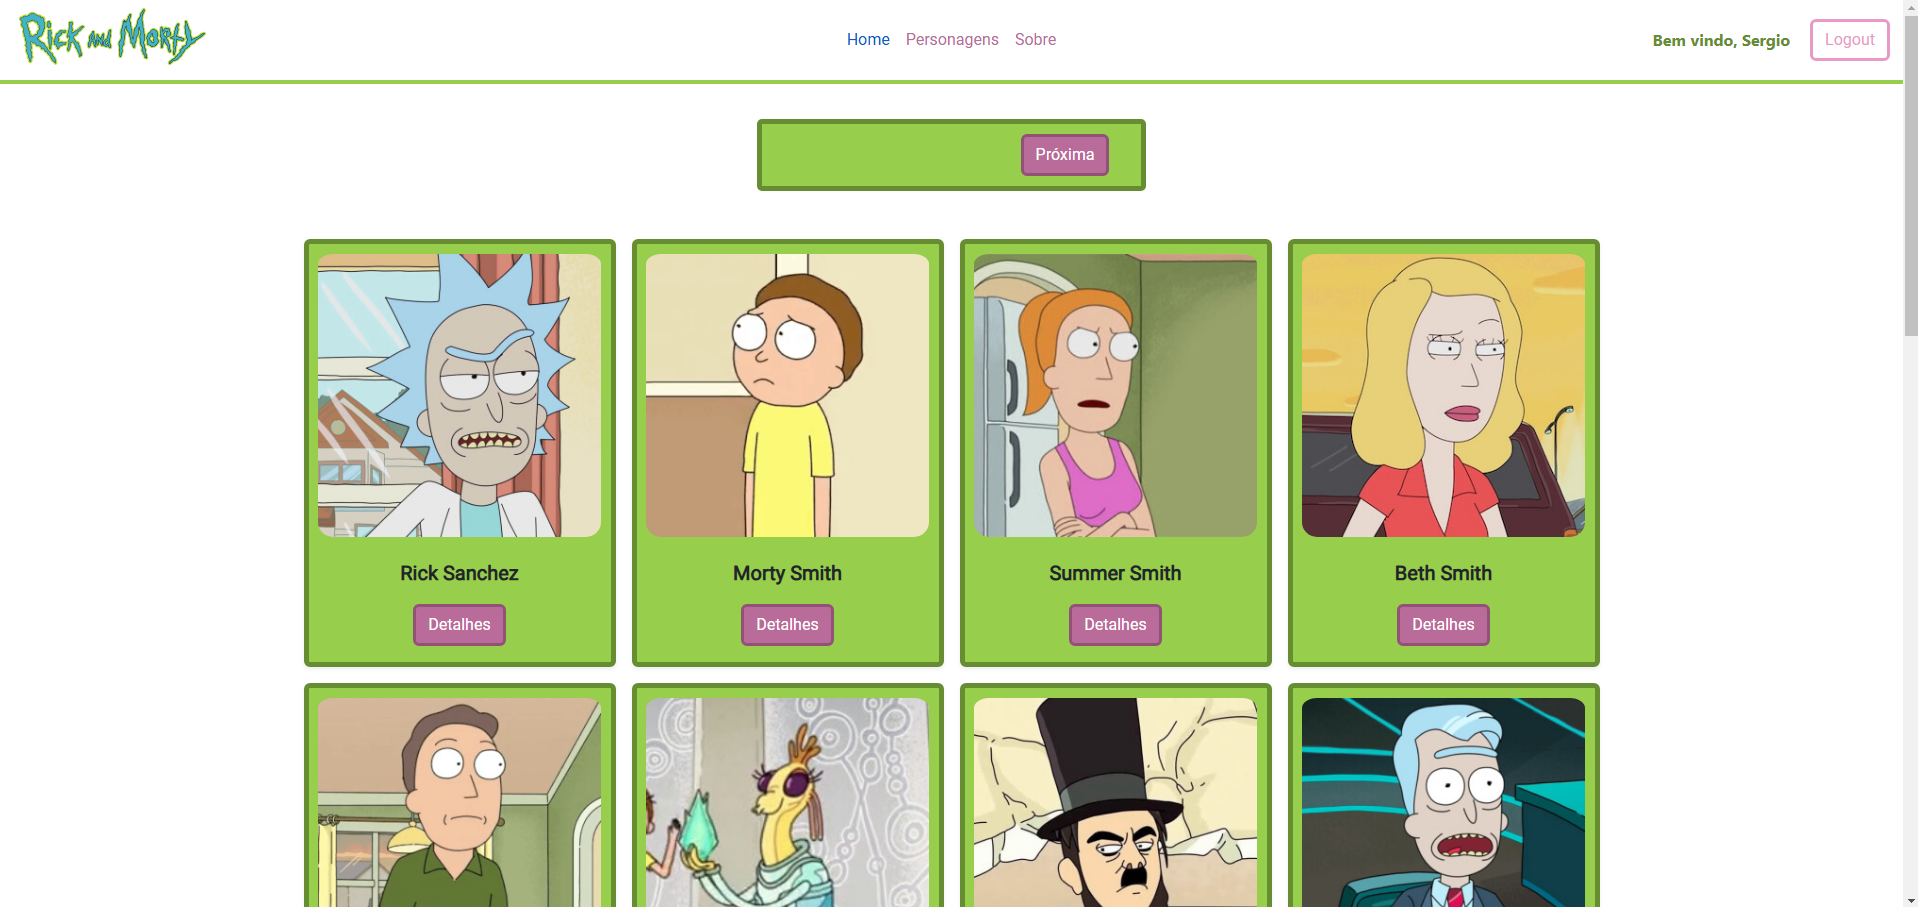 Rick and Morty
Home Personagens Sobre
Bem vindo, Sergio
Logout
Próxima
Rick Sanchez
Morty Smith
Summer Smith
Beth Smith
Detalhes
Detalhes
Detalhes
Detalhes